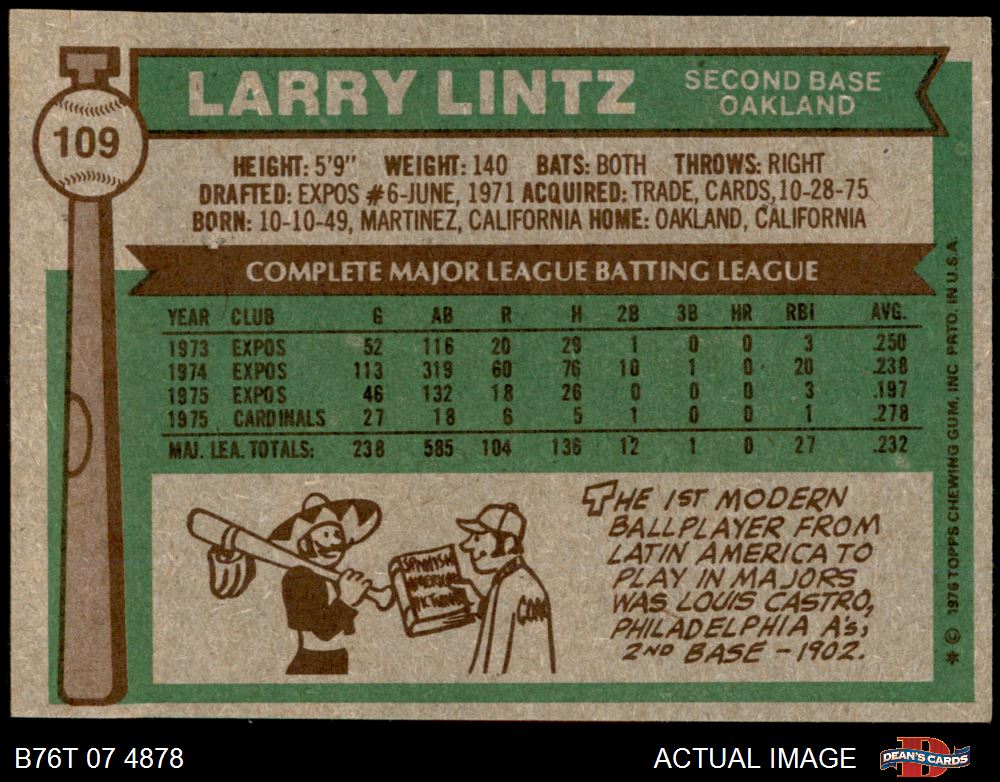 109
LARRY LINTZ
SECOND BASE
OAKLAND
HEIGHT: 5'9" WEIGHT: 140 BATS: BOTH THROWS: RIGHT
DRAFTED: EXPOS #6-JUNE, 1971 ACQUIRED: TRADE, CARDS, 10-28-75
BORN: 10-10-49, MARTINEZ, CALIFORNIA HOME: OAKLAND, CALIFORNIA
COMPLETE MAJOR LEAGUE BATTING LEAGUE
YEAR CLUB G AB R H 2B 3B HR RBI AVG.
1973 EXPOS 52 116 20 29 1 0 0 3 .250
1974 EXPOS 113 319 60 76 10 1 0 20 .238
1975 EXPOS 46 132 18 26 0 0 0 3 .197
1975 CARDINALS 27 18 6 5 1 0 0 1 .278
MAJ. LEA. TOTALS: 238 585 104 136 12 1 0 27 .232
SPANISH
AMERICAN
THE 1ST MODERN
BALLPLAYER FROM
LATIN AMERICA TO
PLAY IN MAJORS
WAS LOUIS CASTRO,
PHILADELPHIA A's,
2ND BASE - 1902.
* © 1976 TOPPS CHEWING GUM, INC PRTD. IN U.S.A.
B76T 07 4878
ACTUAL IMAGE
DEAN'S CARDS